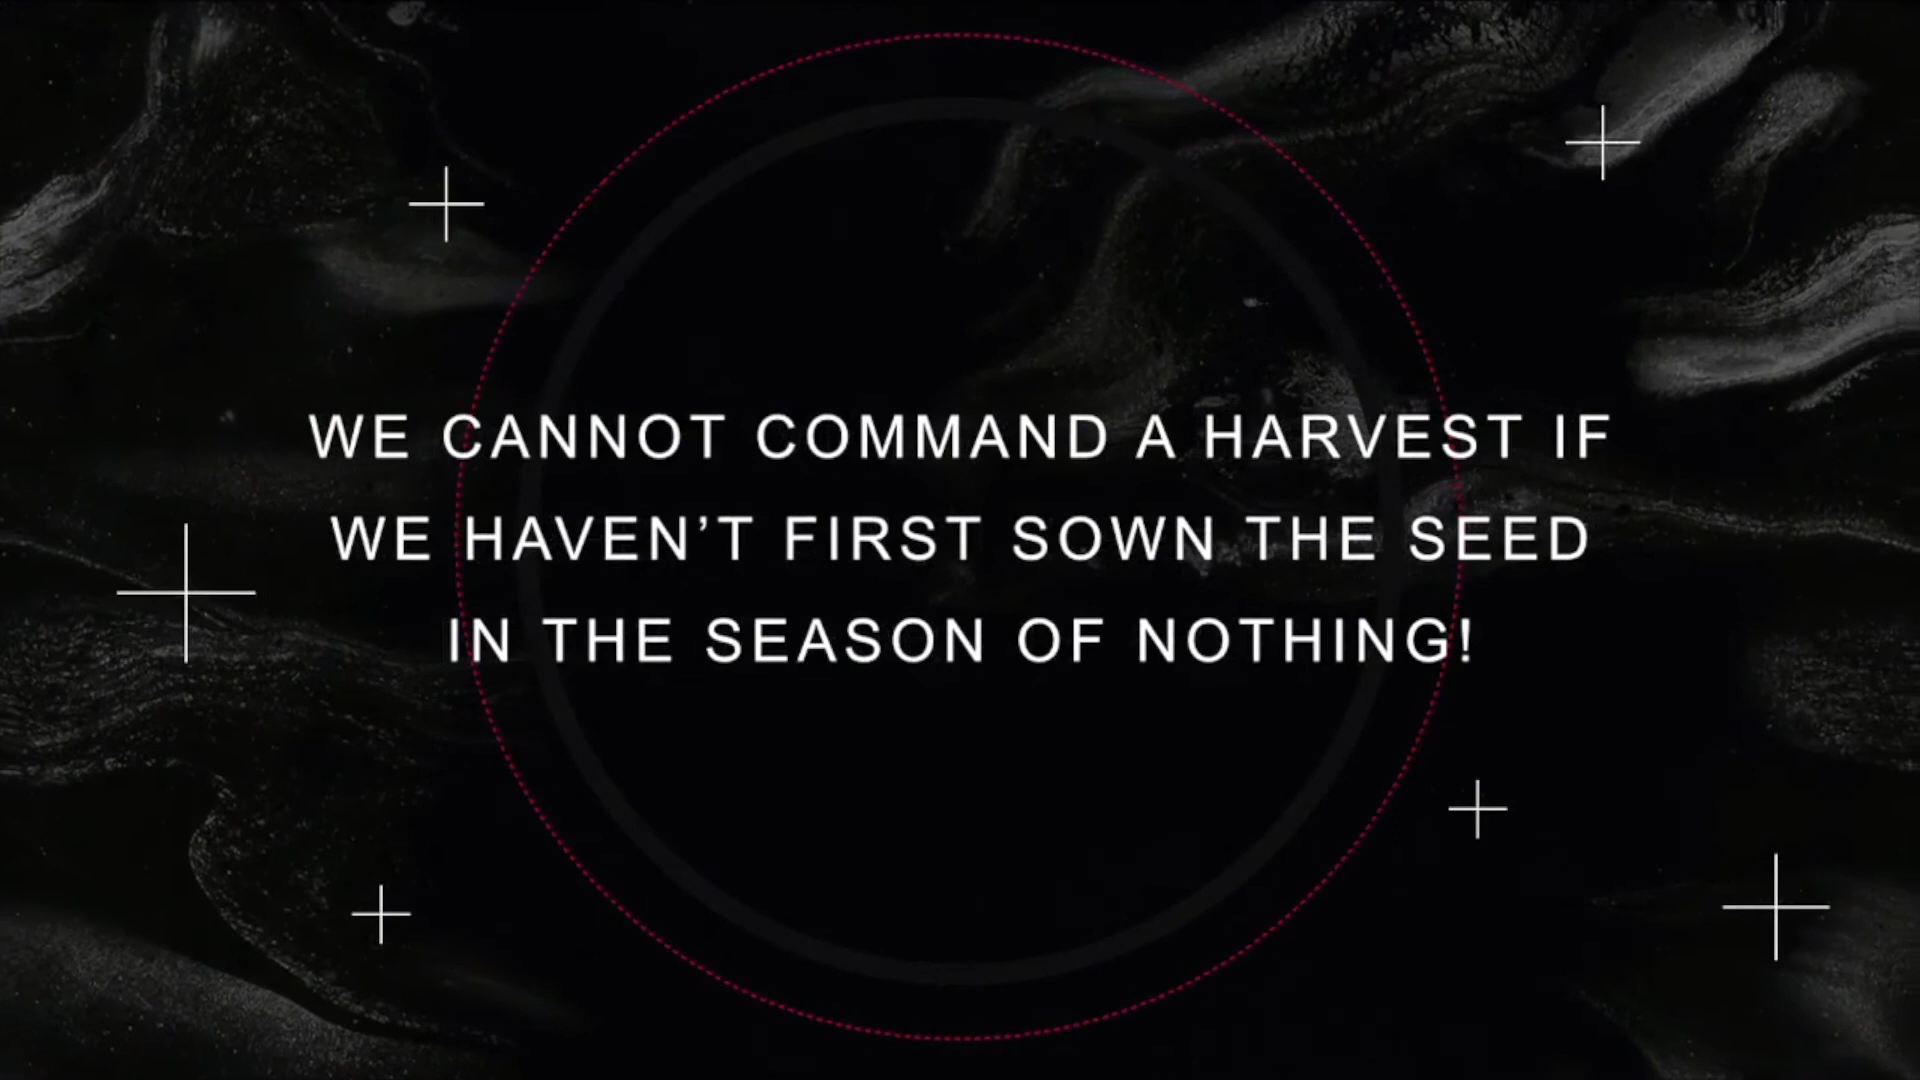 WE CANNOT COMMAND A HARVEST IF
WE HAVEN’T FIRST SOWN THE SEED
IN THE SEASON OF NOTHING!